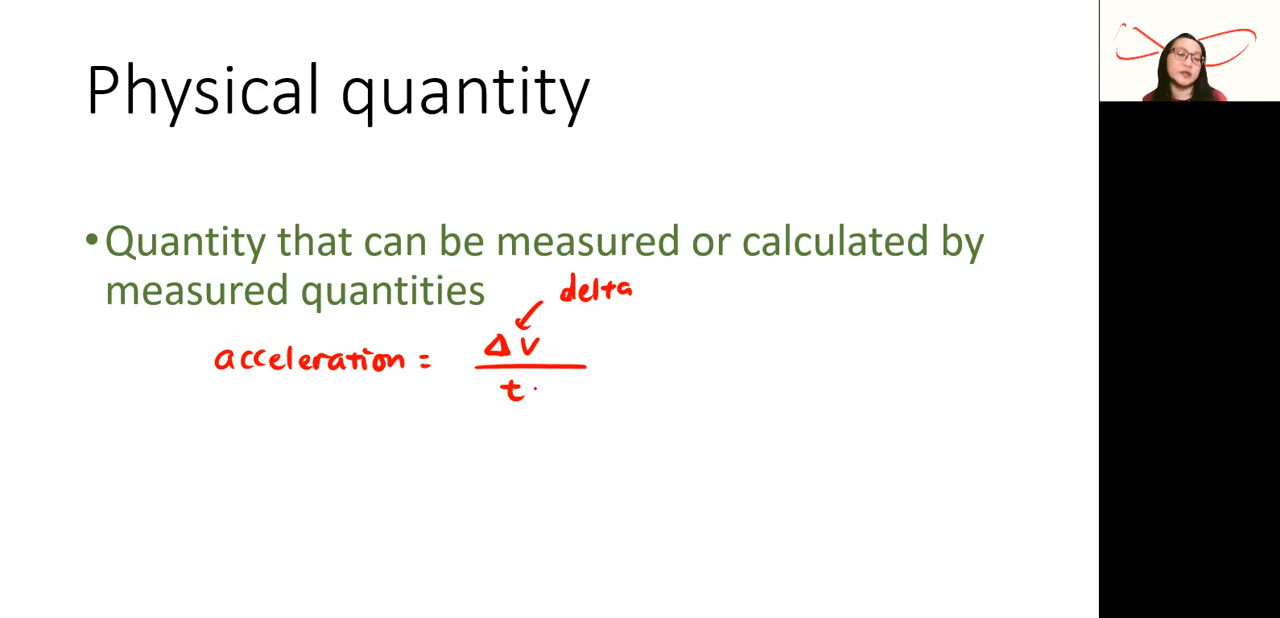 Physical quantity
•Quantity that can be measured or calculated by
measured quantities
delta
acceleration = Δv
t